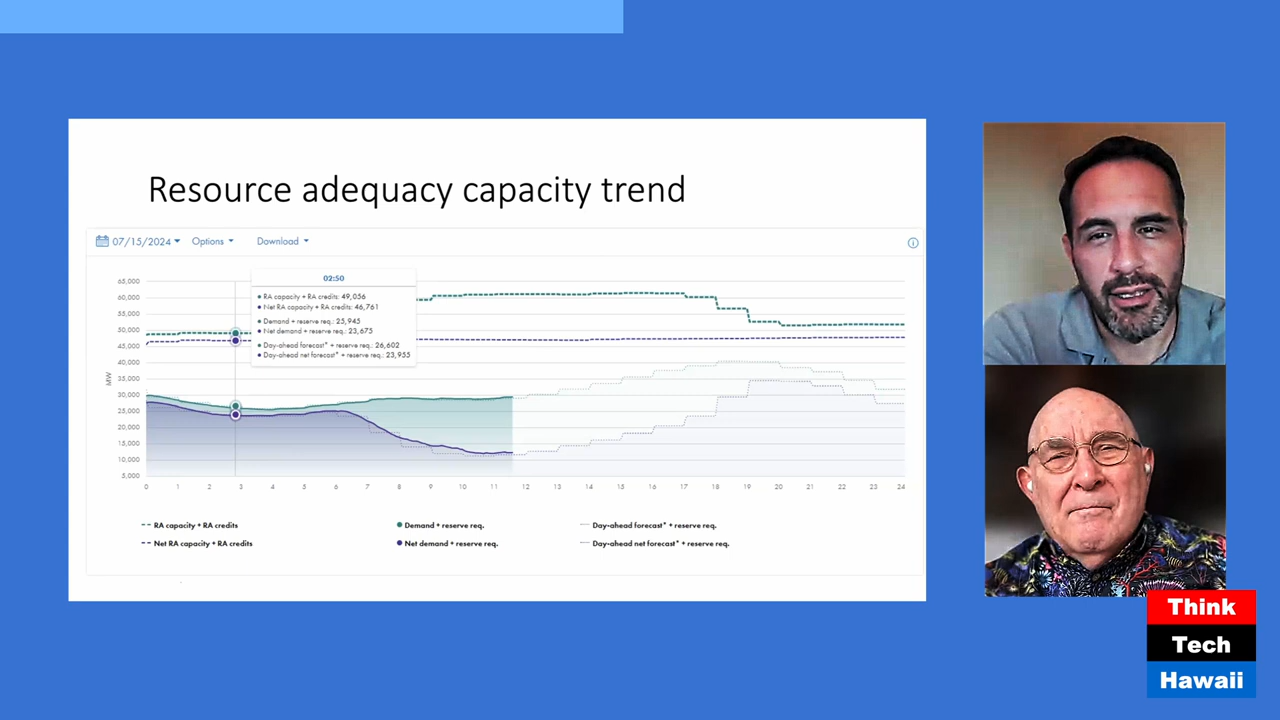 Resource adequacy capacity trend
07/15/2024 Options Download
02:50
RA capacity + RA credits: 49,056
Net RA capacity + RA credits: 46,761
Demand + reserve req.: 25,945
Net demand + reserve req.: 23,675
Day-ahead forecast* + reserve req.: 26,602
Day-ahead net forecast* + reserve req.: 23,955
65,000
60,000
55,000
50,000
45,000
40,000
35,000
30,000
25,000
20,000
15,000
10,000
5,000
MW
0 1 2 3 4 5 6 7 8 9 10 11 12 13 14 15 16 17 18 19 20 21 22 23 24
RA capacity + RA credits
Demand + reserve req.
Day-ahead forecast* + reserve req.
Net RA capacity + RA credits
Net demand + reserve req.
Day-ahead net forecast* + reserve req.
Think
Tech
Hawaii